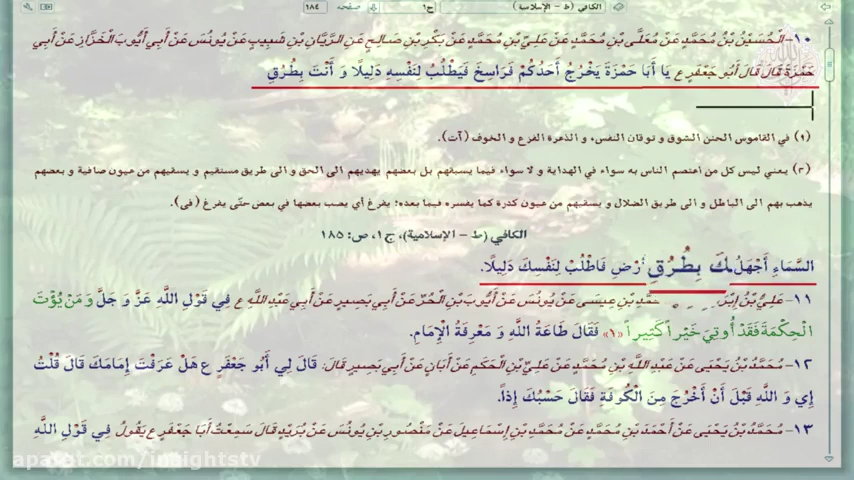 الكافي (ط - الإسلامية) ج١ صفحه ١٨٤
١٠- الْحُسَيْنُ بْنُ مُحَمَّدٍ عَنْ مُعَلَّى بْنِ مُحَمَّدٍ عَنْ عَلِيِّ بْنِ مُحَمَّدٍ عَنْ بَكْرِ بْنِ صَالِحٍ عَنِ الرَّيَّانِ بْنِ شَبِيبٍ عَنْ يُونُسَ عَنْ أَبِي أَيُّوبَ الْخَزَّازِ عَنْ أَبِي
حَمْزَةَ قَالَ قَالَ أَبُو جَعْفَرٍ ع يَا أَبَا حَمْزَةَ يَخْرُجُ أَحَدُكُمْ فَرَاسِخَ فَيَطْلُبُ لِنَفْسِهِ دَلِيلًا وَ أَنْتَ بِطُرُقِ
(١) في القاموس الحنن الشوق و توقان النفس، و الذعرة الفزع و الخوف (آت).
(٢) يعني ليس كل من اعتصم الناس به سواء في الهداية و لا سواء فيما يسقيهم بل بعضهم يهديهم الى الحق و الى طريق مستقيم و يسقيهم من عيون صافية و بعضهم
يذهب بهم الى الباطل و الى طريق الضلال و يسقيهم من عيون كدرة كما يفسره فيما بعده؛ يفرغ أي يصب بعضها في بعض حتّى يفرغ (فى).
الكافي (ط - الإسلامية)، ج١، ص: ١٨٥
السَّمَاءِ أَجْهَلُ مِنْكَ بِطُرُقِ الْأَرْضِ فَاطْلُبْ لِنَفْسِكَ دَلِيلًا.
١١- عَلِيُّ بْنُ مُحَمَّدِ بْنِ عِيسَى عَنْ يُونُسَ عَنْ أَيُّوبَ بْنِ الْحُرِّ عَنْ أَبِي بَصِيرٍ عَنْ أَبِي عَبْدِ اللَّهِ ع فِي قَوْلِ اللَّهِ عَزَّ وَ جَلَّ وَ مَنْ يُؤْتَ
الْحِكْمَةَ فَقَدْ أُوتِيَ خَيْراً كَثِيراً «١» فَقَالَ طَاعَةُ اللَّهِ وَ مَعْرِفَةُ الْإِمَامِ.
١٢- مُحَمَّدُ بْنُ يَحْيَى عَنْ عَبْدِ اللَّهِ بْنِ مُحَمَّدٍ عَنْ عَلِيِّ بْنِ الْحَكَمِ عَنْ أَبَانٍ عَنْ أَبِي بَصِيرٍ قَالَ: قَالَ لِي أَبُو جَعْفَرٍ ع هَلْ عَرَفْتَ إِمَامَكَ قَالَ قُلْتُ
إِي وَ اللَّهِ قَبْلَ أَنْ أَخْرُجَ مِنَ الْكُوفَةِ فَقَالَ حَسْبُكَ إِذاً.
١٣- مُحَمَّدُ بْنُ يَحْيَى عَنْ أَحْمَدَ بْنِ مُحَمَّدٍ عَنْ مُحَمَّدِ بْنِ إِسْمَاعِيلَ عَنْ مَنْصُورِ بْنِ يُونُسَ عَنْ بُرَيْدٍ قَالَ سَمِعْتُ أَبَا جَعْفَرٍ ع يَقُولُ فِي قَوْلِ اللَّهِ
aparat.com/insightstv